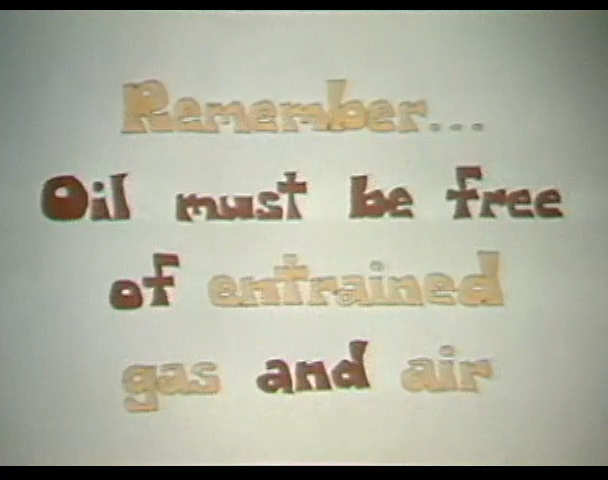 Remember...
Oil must be free
of entrained
gas and air